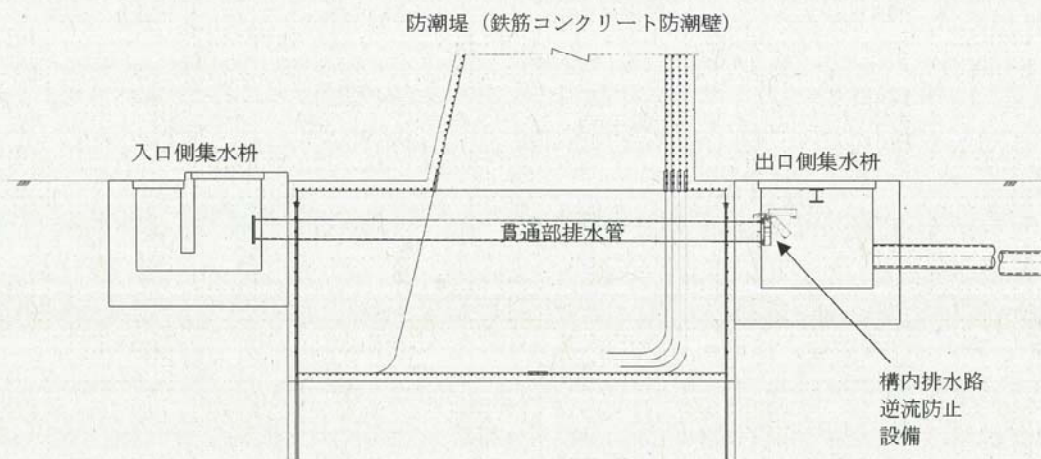 防潮堤（鉄筋コンクリート防潮壁）
入口側集水枡
出口側集水枡
貫通部排水管
構内排水路
逆流防止
設備